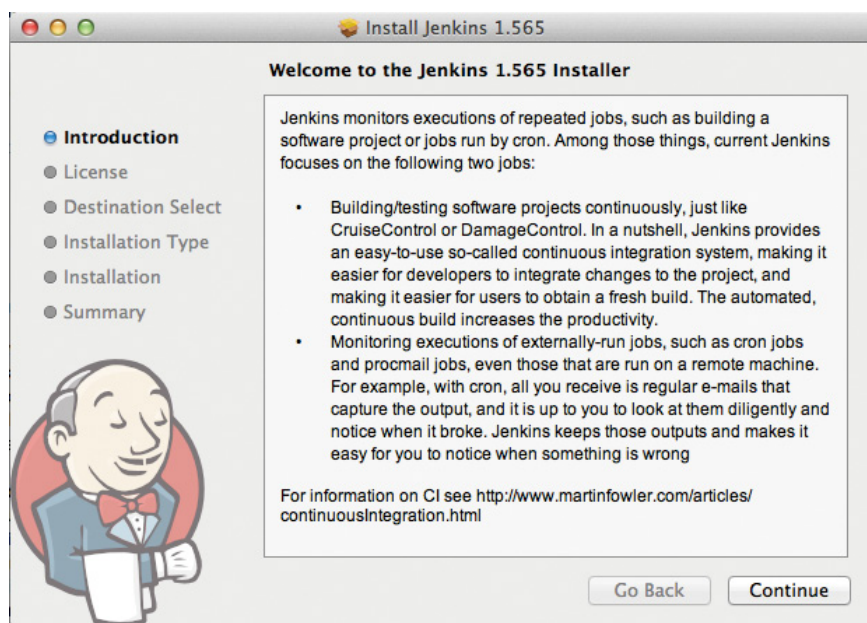 Install Jenkins 1.565
Welcome to the Jenkins 1.565 Installer
Introduction
License
Destination Select
Installation Type
Installation
Summary
Jenkins monitors executions of repeated jobs, such as building a
software project or jobs run by cron. Among those things, current Jenkins
focuses on the following two jobs:
• Building/testing software projects continuously, just like
CruiseControl or DamageControl. In a nutshell, Jenkins provides
an easy-to-use so-called continuous integration system, making it
easier for developers to integrate changes to the project, and
making it easier for users to obtain a fresh build. The automated,
continuous build increases the productivity.
• Monitoring executions of externally-run jobs, such as cron jobs
and procmail jobs, even those that are run on a remote machine.
For example, with cron, all you receive is regular e-mails that
capture the output, and it is up to you to look at them diligently and
notice when it broke. Jenkins keeps those outputs and makes it
easy for you to notice when something is wrong
For information on CI see http://www.martinfowler.com/articles/
continuousIntegration.html
Go Back
Continue